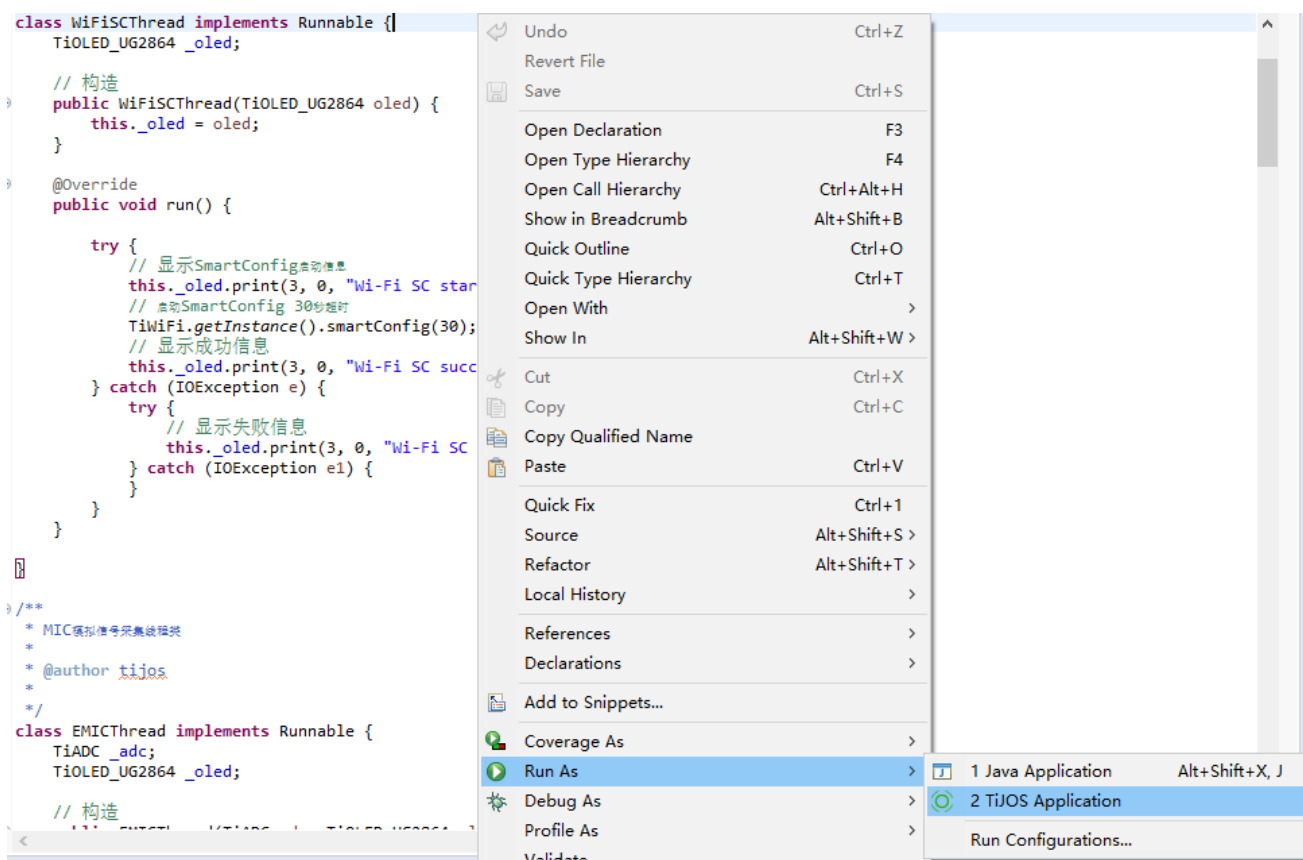 class WiFiSCThread implements Runnable {
TiOLED_UG2864 _oled;
// 构造
public WiFiSCThread(TiOLED_UG2864 oled) {
this._oled = oled;
}
@Override
public void run() {
try {
// 显示SmartConfig启动信息
this._oled.print(3, 0, "Wi-Fi SC star
// 启动SmartConfig 30秒超时
TiWiFi.getInstance().smartConfig(30);
// 显示成功信息
this._oled.print(3, 0, "Wi-Fi SC succ
} catch (IOException e) {
try {
// 显示失败信息
this._oled.print(3, 0, "Wi-Fi SC
} catch (IOException e1) {
}
}
}
}
/**
* MIC模拟信号采集线程类
*
* @author tijos
*
*/
class EMICThread implements Runnable {
TiADC _adc;
TiOLED_UG2864 _oled;
// 构造
Undo Ctrl+Z
Revert File
Save Ctrl+S
Open Declaration F3
Open Type Hierarchy F4
Open Call Hierarchy Ctrl+Alt+H
Show in Breadcrumb Alt+Shift+B
Quick Outline Ctrl+O
Quick Type Hierarchy Ctrl+T
Open With >
Show In Alt+Shift+W >
Cut Ctrl+X
Copy Ctrl+C
Copy Qualified Name
Paste Ctrl+V
Quick Fix Ctrl+1
Source Alt+Shift+S >
Refactor Alt+Shift+T >
Local History >
References >
Declarations >
Add to Snippets...
Coverage As >
Run As >
Debug As >
Profile As >
Validate
1 Java Application Alt+Shift+X, J
2 TiJOS Application
Run Configurations...